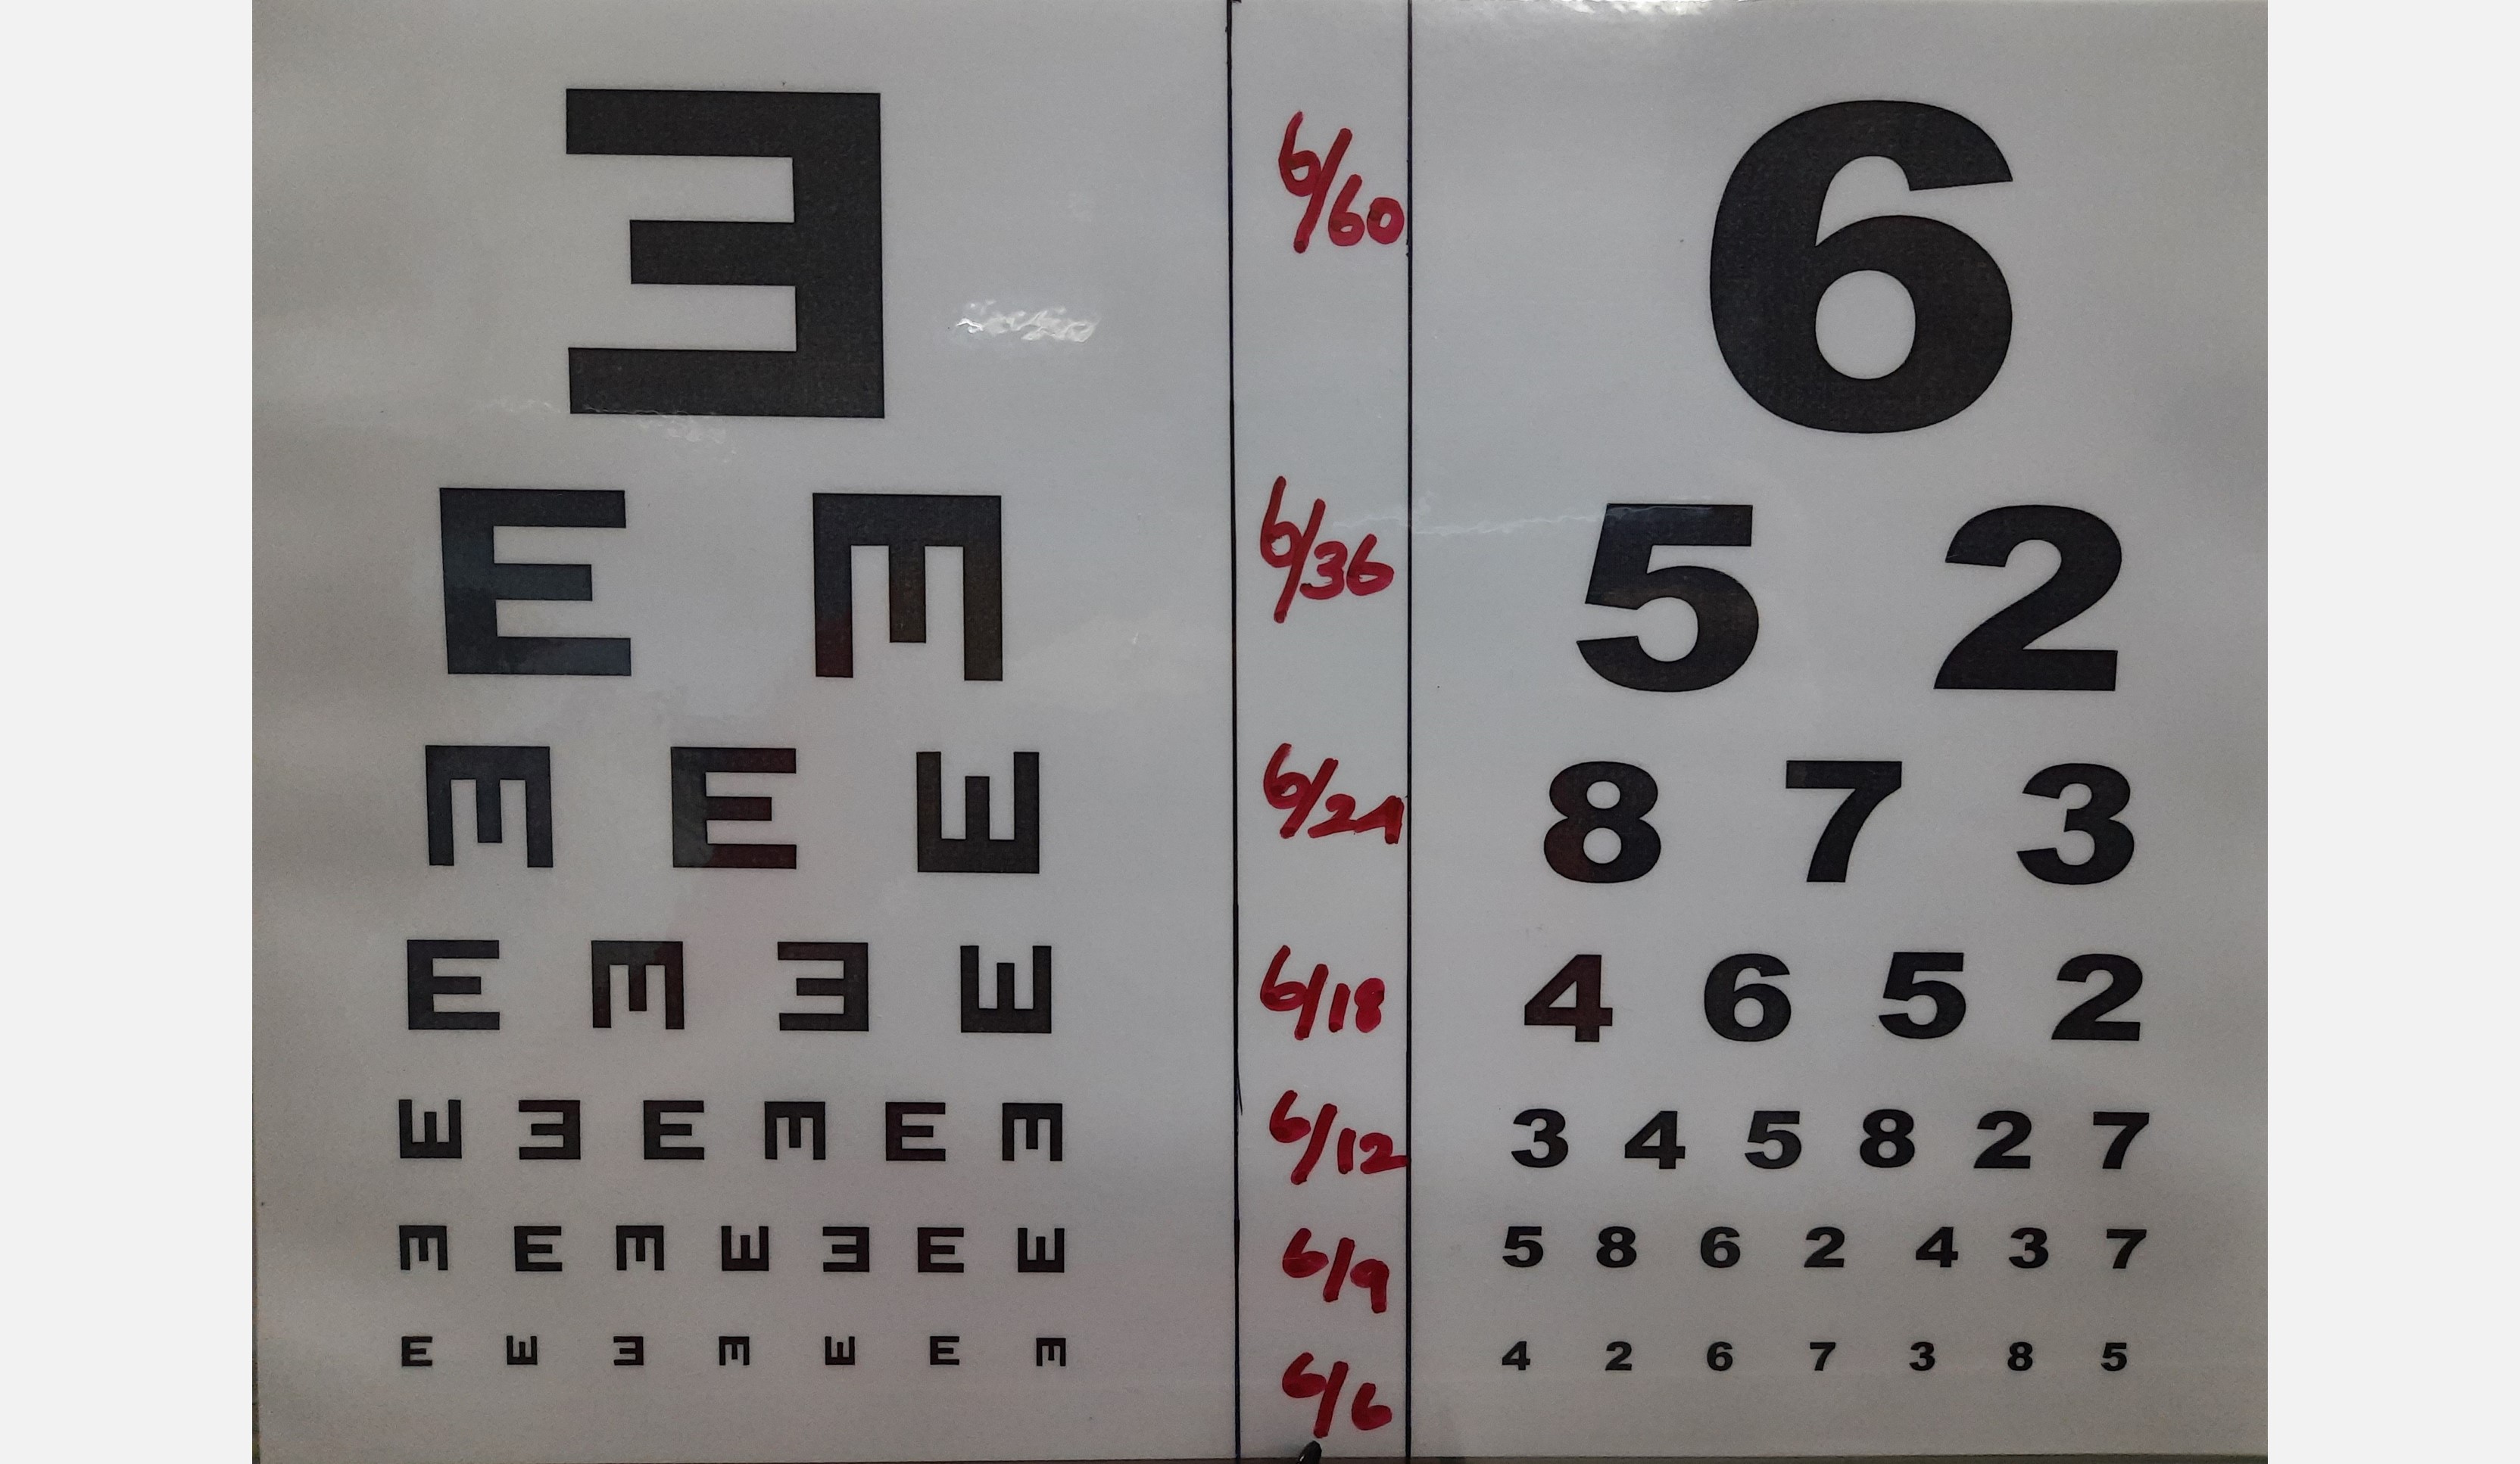 Ǝ 6/60 6
E M 6/36 5 2
M E Ш 6/24 8 7 3
E M Ǝ Ш 6/18 4 6 5 2
Ш Ǝ E M E M 6/12 3 4 5 8 2 7
M E M Ш Ǝ E Ш 6/9 5 8 6 2 4 3 7
E Ш Ǝ M Ш E M 6/6 4 2 6 7 3 8 5